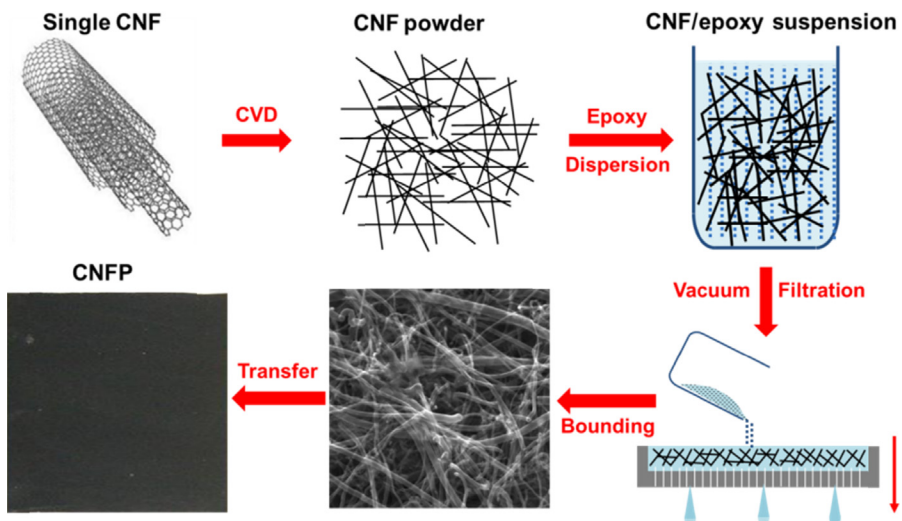 Single CNF
CNF powder
CNF/epoxy suspension
CVD
Epoxy
Dispersion
Vacuum
Filtration
Bounding
Transfer
CNFP